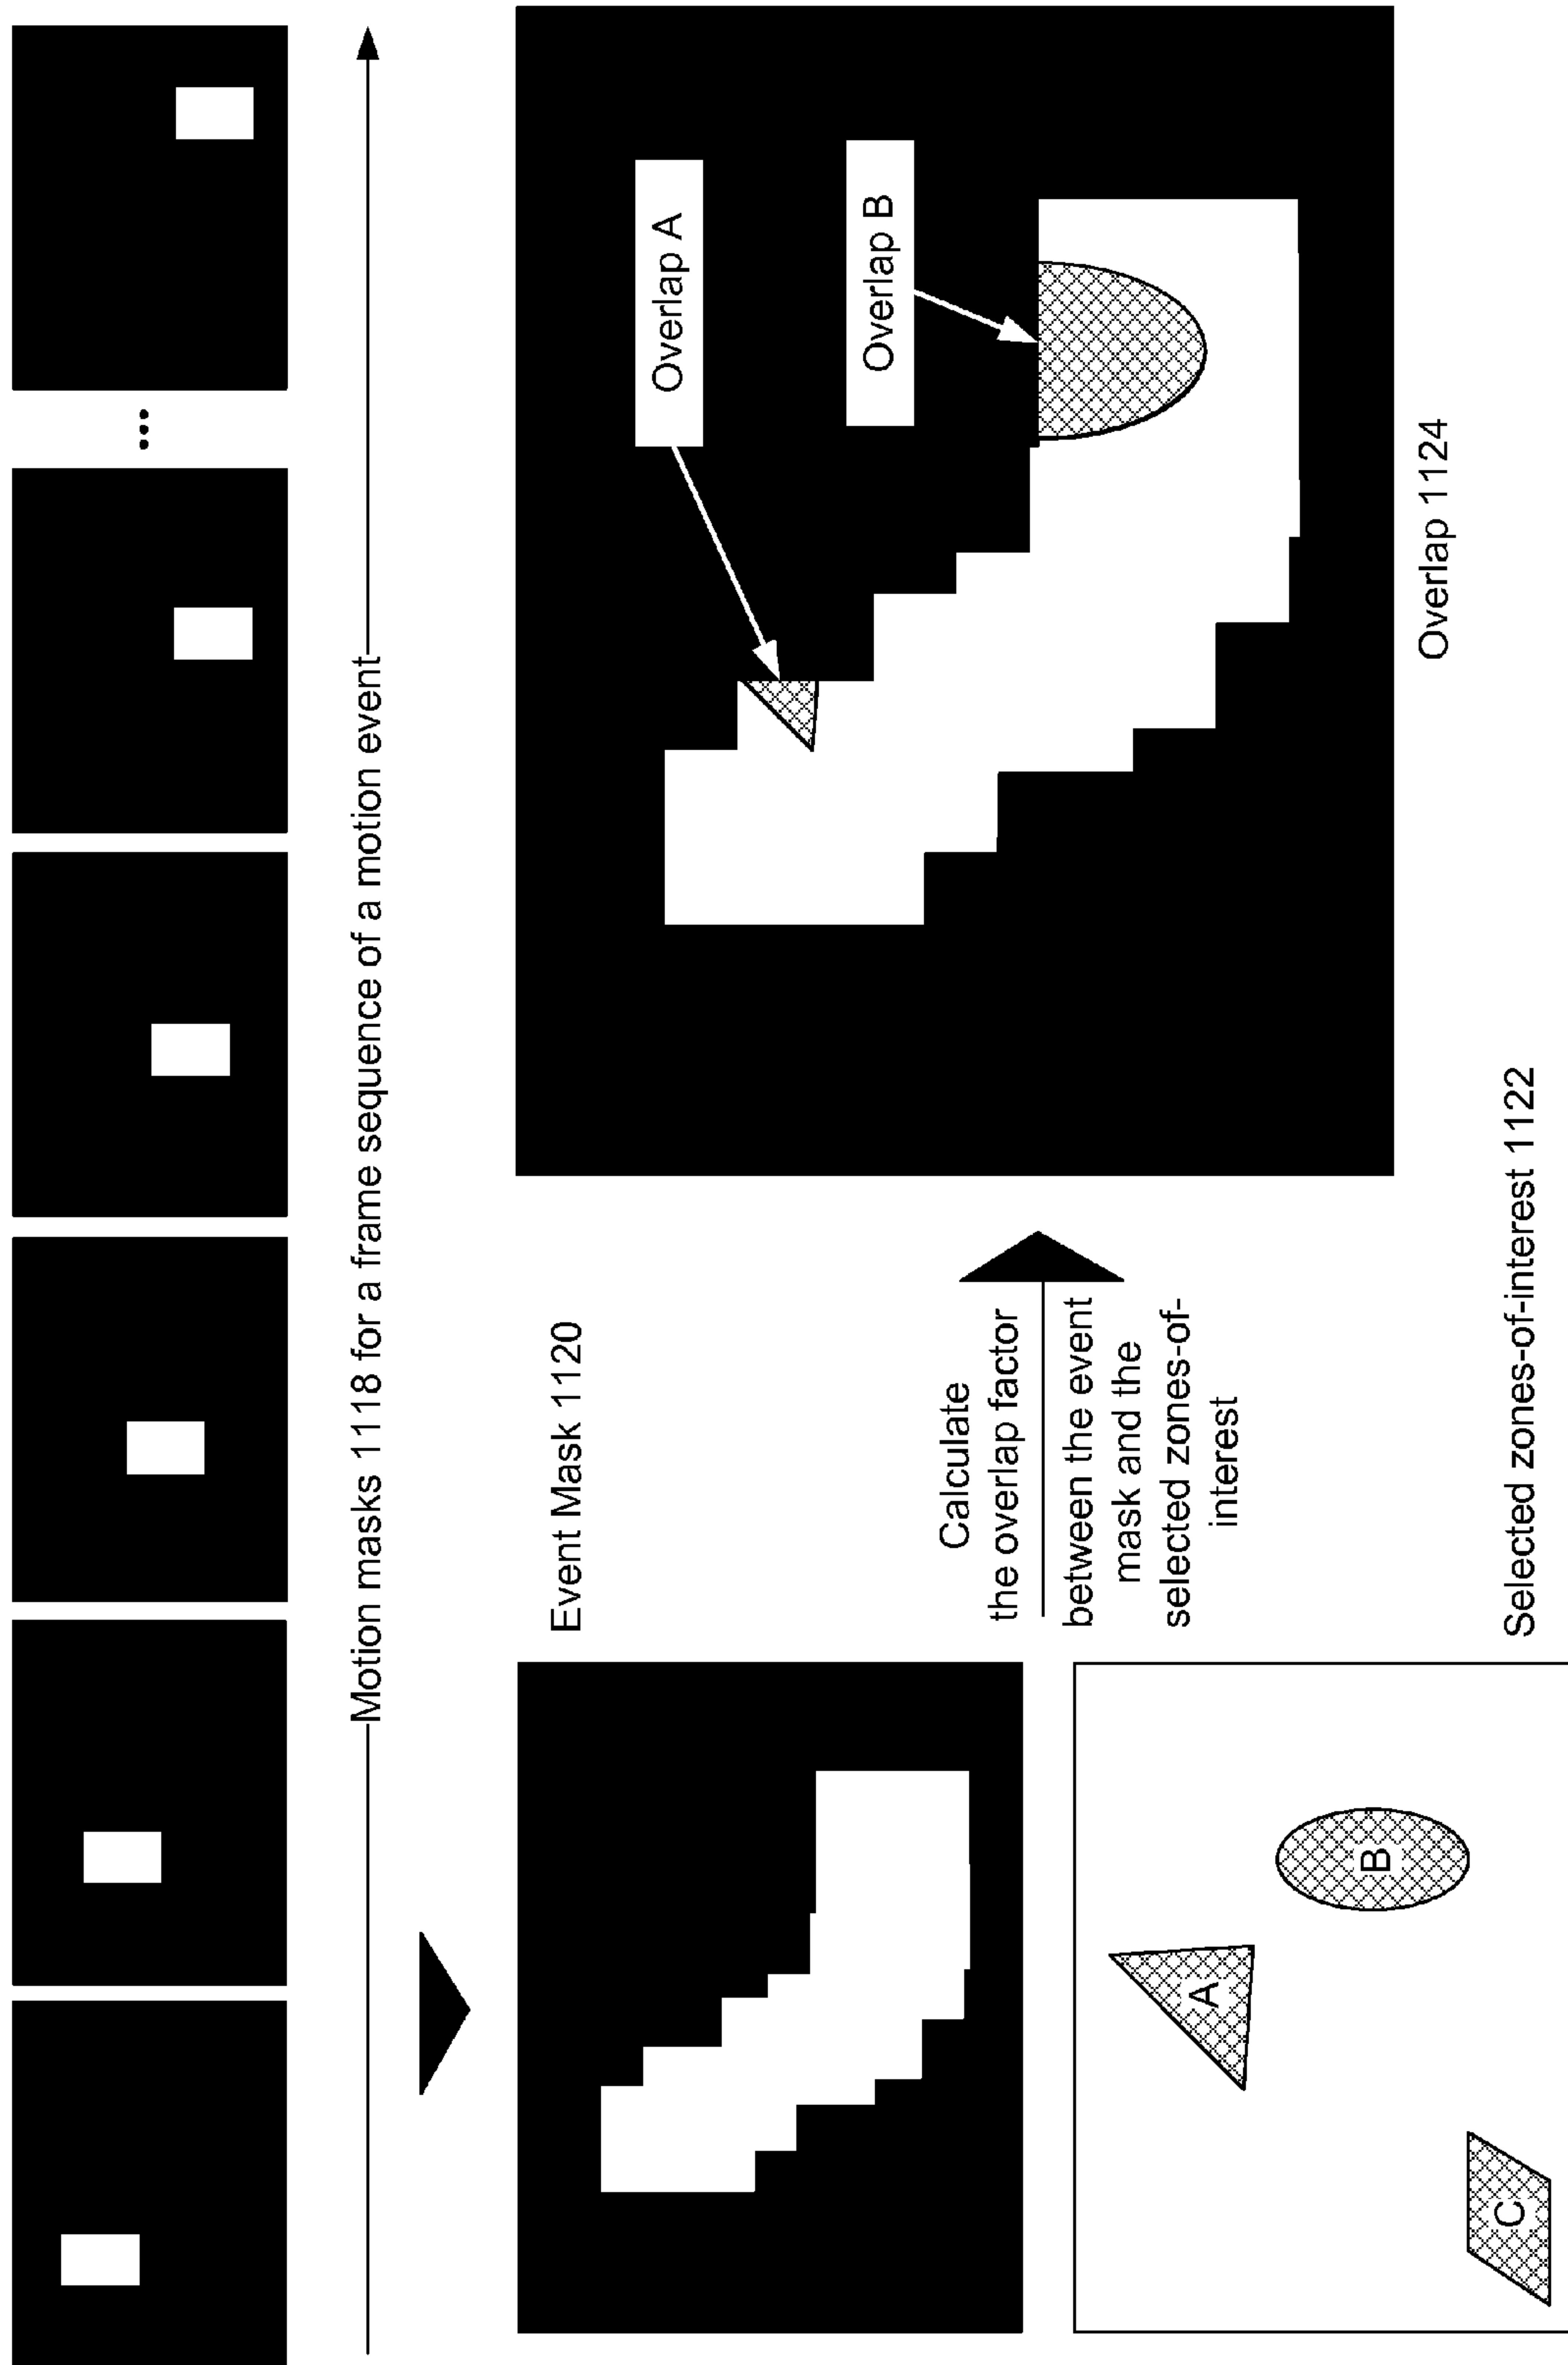 ...
Motion masks 1118 for a frame sequence of a motion event
Event Mask 1120
Calculate
the overlap factor
between the event
mask and the
selected zones-of-
interest
Overlap A
Overlap B
Overlap 1124
A
B
C
Selected zones-of-interest 1122